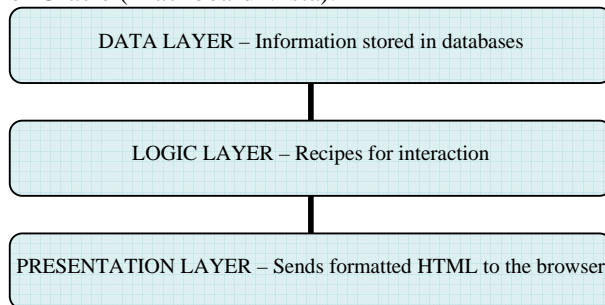 DATA LAYER – Information stored in databases
LOGIC LAYER – Recipes for interaction
PRESENTATION LAYER – Sends formatted HTML to the browser